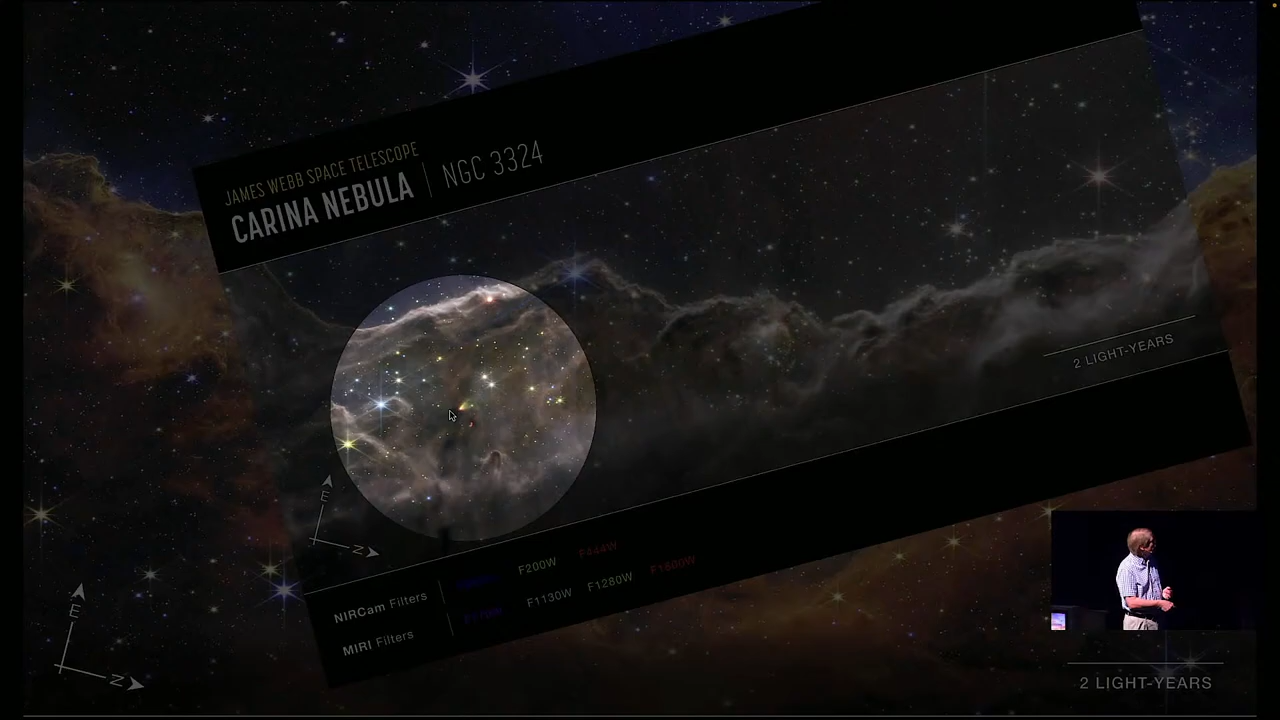 JAMES WEBB SPACE TELESCOPE
CARINA NEBULA | NGC 3324
2 LIGHT-YEARS
E
N
NIRCam Filters F200W F444W
MIRI Filters F1130W F1280W F1800W
E
N
2 LIGHT-YEARS